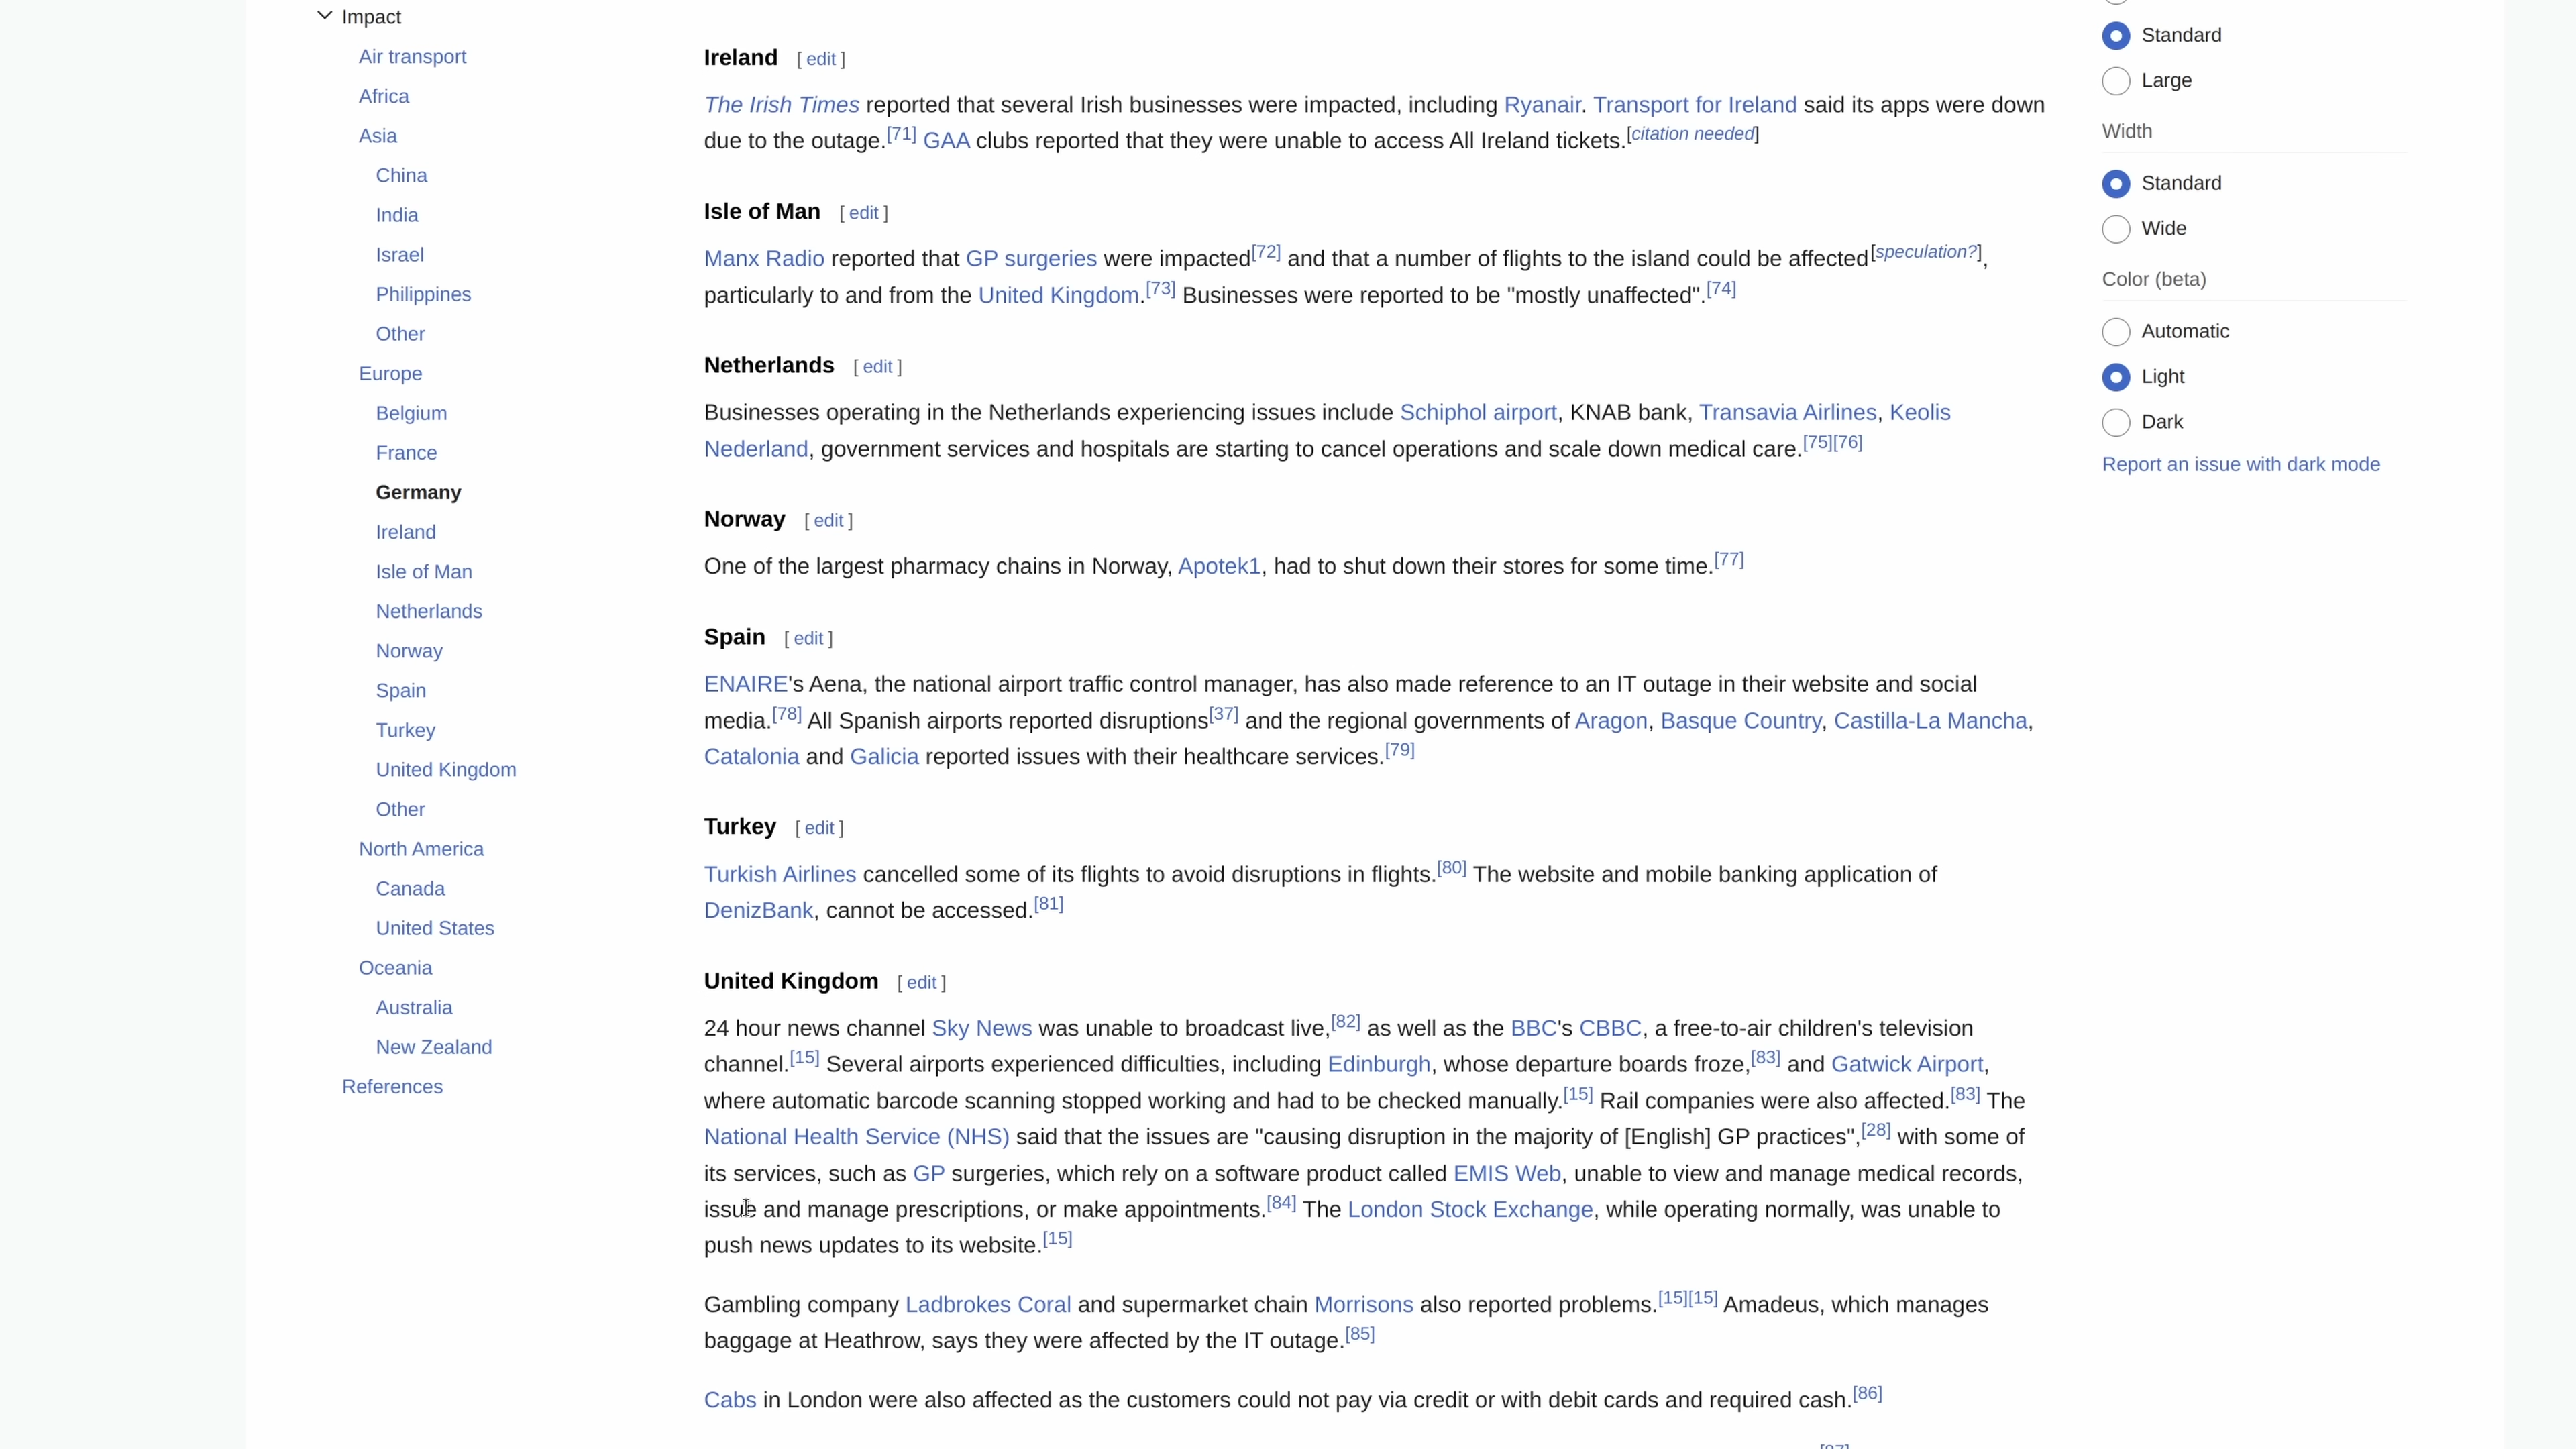 Impact
Air transport
Africa
Asia
China
India
Israel
Philippines
Other
Europe
Belgium
France
Germany
Ireland
Isle of Man
Netherlands
Norway
Spain
Turkey
United Kingdom
Other
North America
Canada
United States
Oceania
Australia
New Zealand
References
Ireland [ edit ]
The Irish Times reported that several Irish businesses were impacted, including Ryanair. Transport for Ireland said its apps were down
due to the outage.[71] GAA clubs reported that they were unable to access All Ireland tickets.[citation needed]
Isle of Man [ edit ]
Manx Radio reported that GP surgeries were impacted[72] and that a number of flights to the island could be affected[speculation?],
particularly to and from the United Kingdom.[73] Businesses were reported to be "mostly unaffected".[74]
Netherlands [ edit ]
Businesses operating in the Netherlands experiencing issues include Schiphol airport, KNAB bank, Transavia Airlines, Keolis
Nederland, government services and hospitals are starting to cancel operations and scale down medical care.[75][76]
Norway [ edit ]
One of the largest pharmacy chains in Norway, Apotek1, had to shut down their stores for some time.[77]
Spain [ edit ]
ENAIRE's Aena, the national airport traffic control manager, has also made reference to an IT outage in their website and social
media.[78] All Spanish airports reported disruptions[37] and the regional governments of Aragon, Basque Country, Castilla-La Mancha,
Catalonia and Galicia reported issues with their healthcare services.[79]
Turkey [ edit ]
Turkish Airlines cancelled some of its flights to avoid disruptions in flights.[80] The website and mobile banking application of
DenizBank, cannot be accessed.[81]
United Kingdom [ edit ]
24 hour news channel Sky News was unable to broadcast live,[82] as well as the BBC's CBBC, a free-to-air children's television
channel.[15] Several airports experienced difficulties, including Edinburgh, whose departure boards froze,[83] and Gatwick Airport,
where automatic barcode scanning stopped working and had to be checked manually.[15] Rail companies were also affected.[83] The
National Health Service (NHS) said that the issues are "causing disruption in the majority of [English] GP practices",[28] with some of
its services, such as GP surgeries, which rely on a software product called EMIS Web, unable to view and manage medical records,
issue and manage prescriptions, or make appointments.[84] The London Stock Exchange, while operating normally, was unable to
push news updates to its website.[15]
Gambling company Ladbrokes Coral and supermarket chain Morrisons also reported problems.[15][15] Amadeus, which manages
baggage at Heathrow, says they were affected by the IT outage.[85]
Cabs in London were also affected as the customers could not pay via credit or with debit cards and required cash.[86]
Standard
Large
Width
Standard
Wide
Color (beta)
Automatic
Light
Dark
Report an issue with dark mode